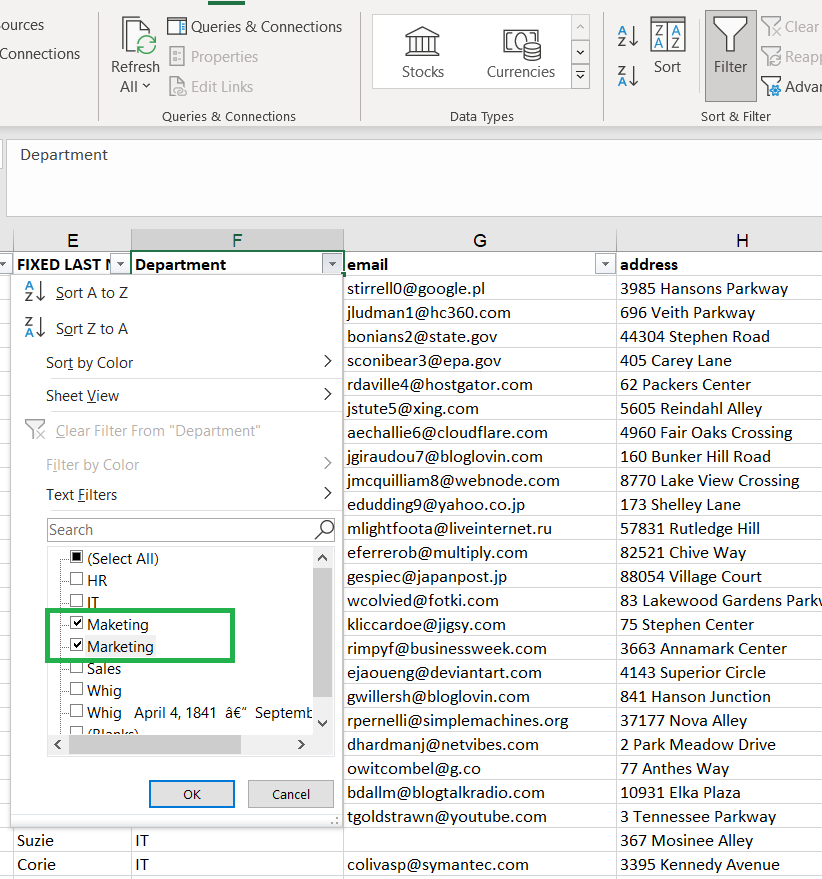 ources
Connections
Refresh
All
Queries & Connections
Properties
Edit Links
Queries & Connections
Stocks
Currencies
Data Types
A
Z
Z
A
Z A
A Z
Sort
Filter
Clear
Reapp
Advan
Sort & Filter
Department
E F G H
FIXED LAST N Department email address
stirrell0@google.pl 3985 Hansons Parkway
jludman1@hc360.com 696 Veith Parkway
bonians2@state.gov 44304 Stephen Road
sconibear3@epa.gov 405 Carey Lane
rdaville4@hostgator.com 62 Packers Center
jstute5@xing.com 5605 Reindahl Alley
aechallie6@cloudflare.com 4960 Fair Oaks Crossing
jgiraudou7@bloglovin.com 160 Bunker Hill Road
jmcquilliam8@webnode.com 8770 Lake View Crossing
edudding9@yahoo.co.jp 173 Shelley Lane
mlightfoota@liveinternet.ru 57831 Rutledge Hill
eferrerob@multiply.com 82521 Chive Way
gespiec@japanpost.jp 88054 Village Court
wcolvied@fotki.com 83 Lakewood Gardens Parkw
kliccardoe@jigsy.com 75 Stephen Center
rimpyf@businessweek.com 3663 Annamark Center
ejaoueng@deviantart.com 4143 Superior Circle
gwillersh@bloglovin.com 841 Hanson Junction
rpernelli@simplemachines.org 37177 Nova Alley
dhardmanj@netvibes.com 2 Park Meadow Drive
owitcombel@g.co 77 Anthes Way
bdallm@blogtalkradio.com 10931 Elka Plaza
tgoldstrawn@youtube.com 3 Tennessee Parkway
A
Z
Sort A to Z
Z
A
Sort Z to A
Sort by Color
Sheet View
Clear Filter From "Department"
Filter by Color
Text Filters
Search
(Select All)
HR
IT
Maketing
Marketing
Sales
Whig
Whig April 4, 1841 â€“ Septemb
(Blanks)
OK Cancel
Suzie IT 367 Mosinee Alley
Corie IT colivasp@symantec.com 3395 Kennedy Avenue